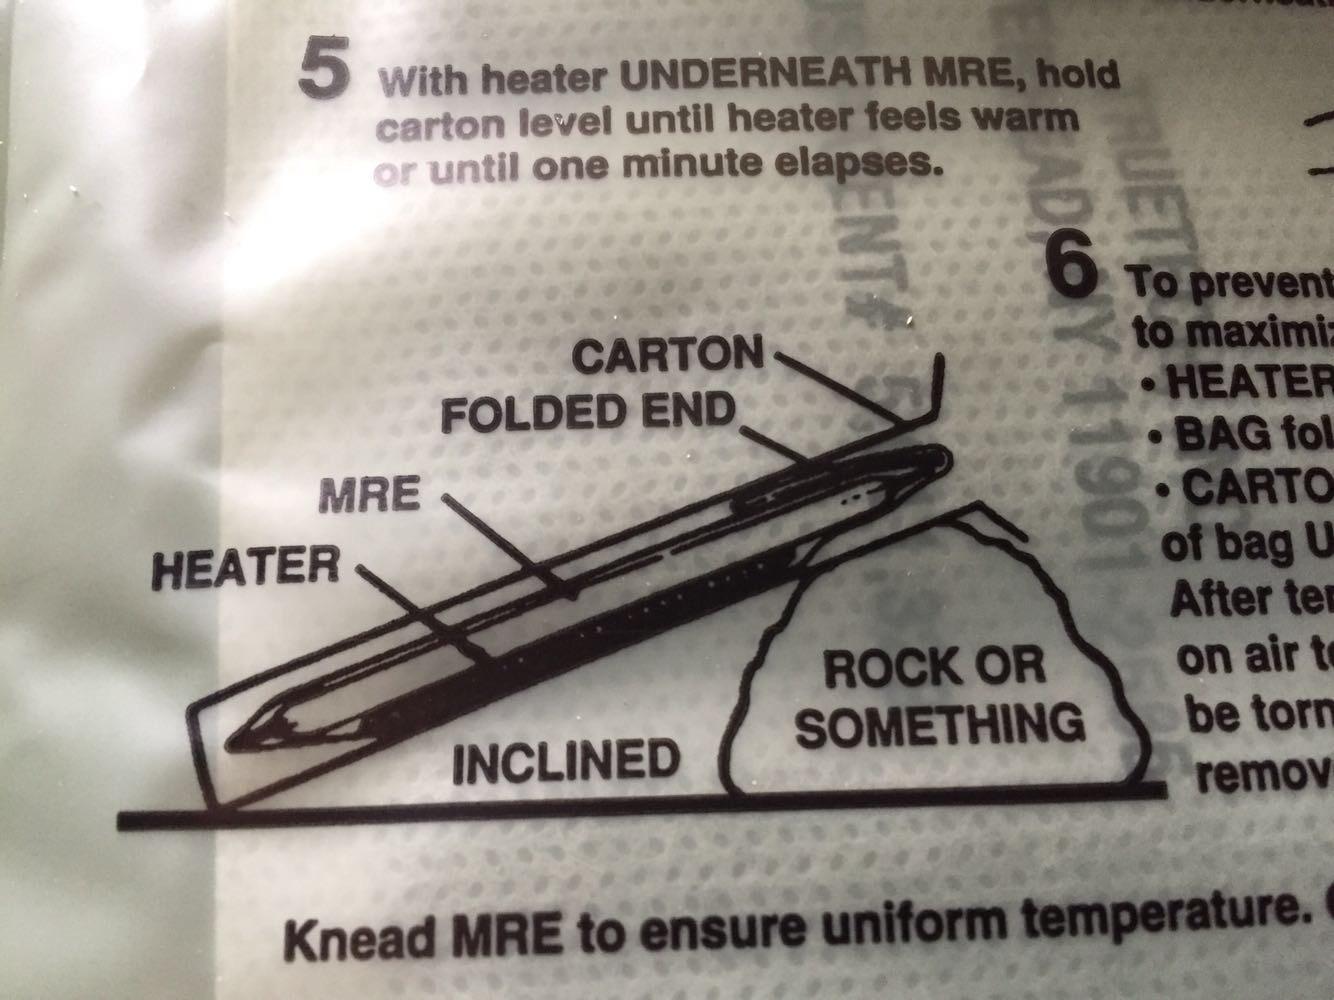 5 With heater UNDERNEATH MRE, hold
carton level until heater feels warm
or until one minute elapses.
CARTON
FOLDED END
MRE
HEATER
INCLINED
ROCK OR
SOMETHING
6 To prevent
to maximi
• HEATER
• BAG fol
• CARTO
of bag U
After ter
on air t
be torn
remov
Knead MRE to ensure uniform temperature.